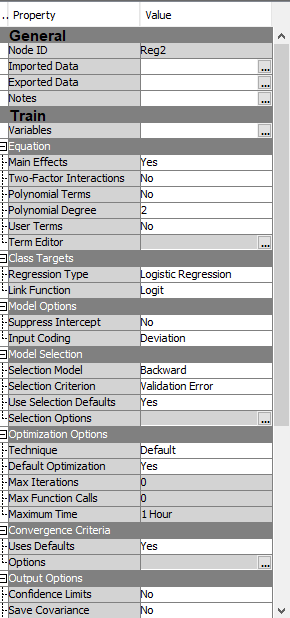 .. Property Value
General
Node ID Reg2
Imported Data ...
Exported Data ...
Notes ...
Train
Variables ...
Equation
Main Effects Yes
Two-Factor Interactions No
Polynomial Terms No
Polynomial Degree 2
User Terms No
Term Editor ...
Class Targets
Regression Type Logistic Regression
Link Function Logit
Model Options
Suppress Intercept No
Input Coding Deviation
Model Selection
Selection Model Backward
Selection Criterion Validation Error
Use Selection Defaults Yes
Selection Options ...
Optimization Options
Technique Default
Default Optimization Yes
Max Iterations 0
Max Function Calls 0
Maximum Time 1 Hour
Convergence Criteria
Uses Defaults Yes
Options ...
Output Options
Confidence Limits No
Save Covariance No